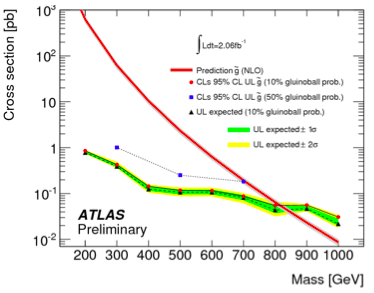 Cross section [pb]
10³
10²
10
1
10⁻¹
10⁻²
∫Ldt=2.06fb⁻¹
Prediction g̃ (NLO)
CLs 95% CL UL g̃ (10% gluinoball prob.)
CLs 95% CL UL g̃ (50% gluinoball prob.)
UL expected (10% gluinoball prob.)
UL expected± 1σ
UL expected± 2σ
ATLAS
Preliminary
200 300 400 500 600 700 800 900 1000
Mass [GeV]